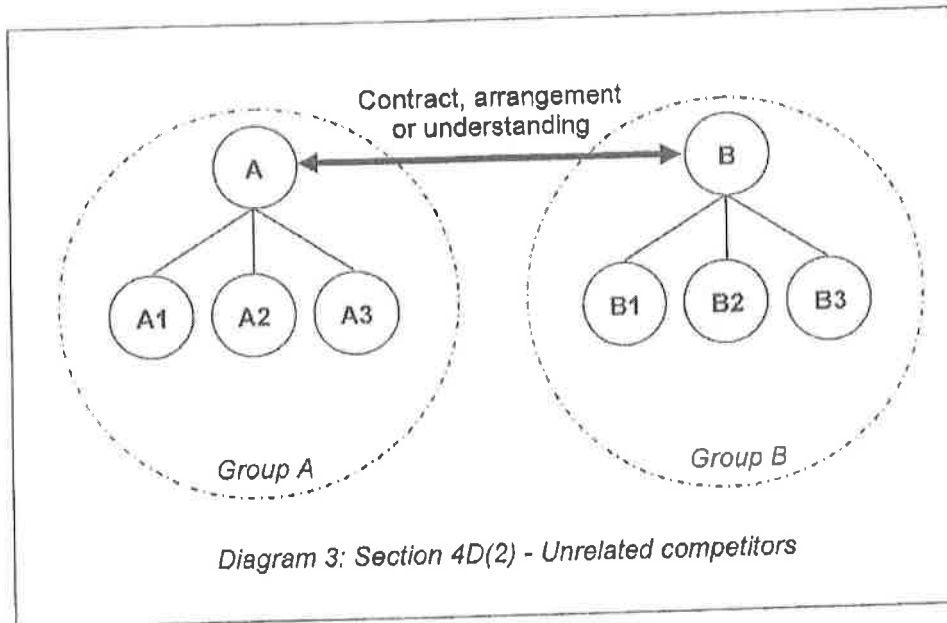 Contract, arrangement
or understanding
A
B
A1
A2
A3
B1
B2
B3
Group A
Group B
Diagram 3: Section 4D(2) - Unrelated competitors